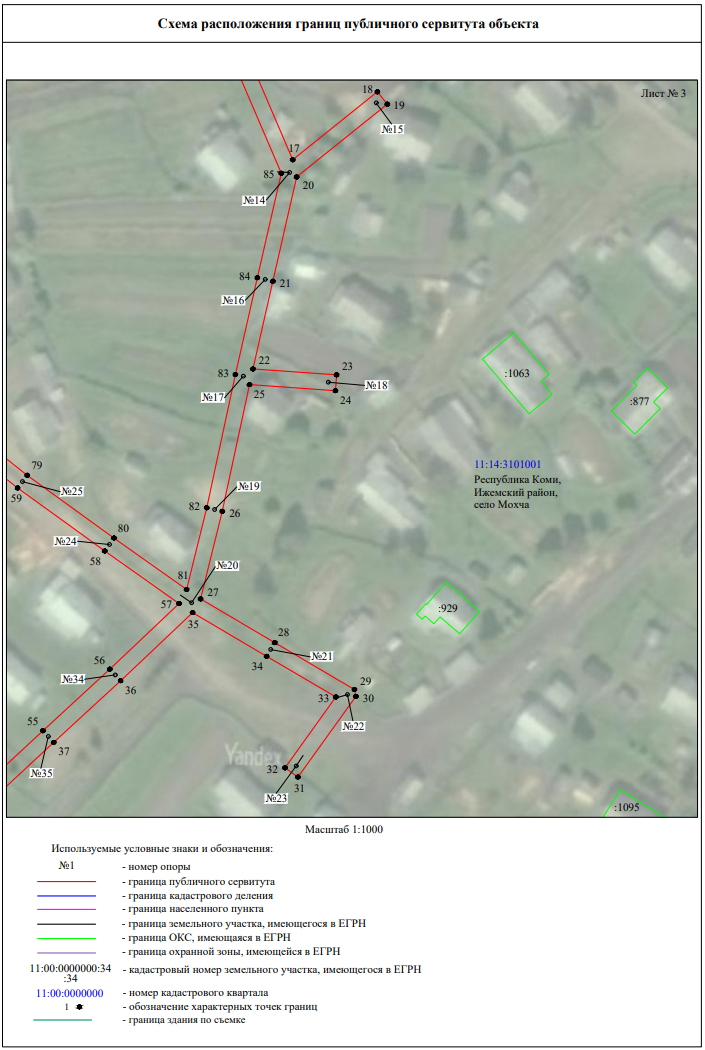 Схема расположения границ публичного сервитута объекта
Лист № 3
18
19
№15
17
85
20
№14
84
21
№16
22
83
23
25
№17
№18
24
:1063
:877
11:14:3101001
Республика Коми,
Ижемский район,
село Мохча
79
№25
59
№19
82
26
80
№24
58
№20
81
27
57
35
:929
28
№21
34
56
№34
36
29
33
30
№22
55
37
№35
Yandex
32
31
№23
:1095
Масштаб 1:1000
Используемые условные знаки и обозначения:
№1 - номер опоры
- граница публичного сервитута
- граница кадастрового деления
- граница населенного пункта
- граница земельного участка, имеющегося в ЕГРН
- граница ОКС, имеющаяся в ЕГРН
- граница охранной зоны, имеющейся в ЕГРН
11:00:0000000:34
:34
- кадастровый номер земельного участка, имеющегося в ЕГРН
11:00:0000000 - номер кадастрового квартала
1 - обозначение характерных точек границ
- граница здания по съемке